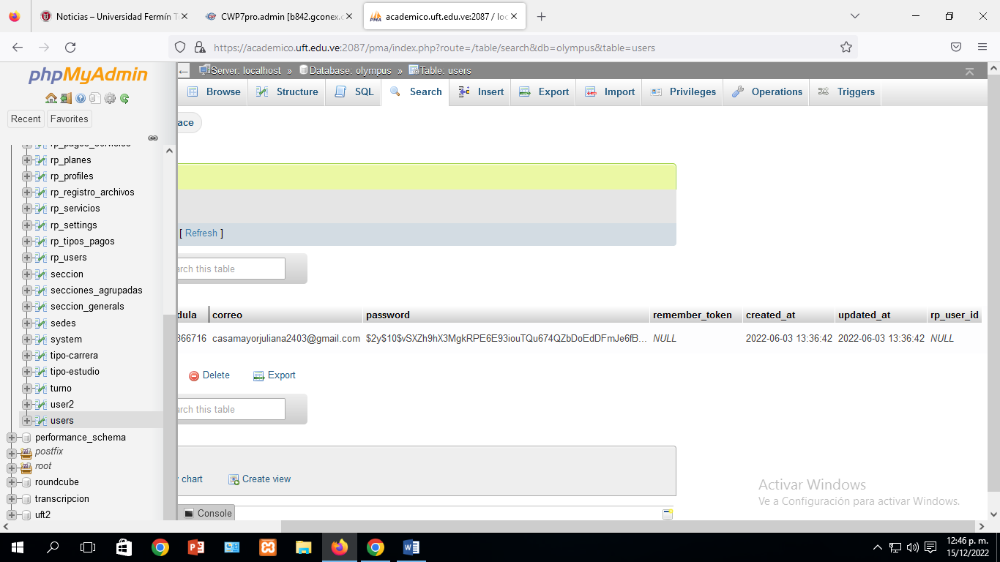 Noticias – Universidad Fermín T
CWP7pro.admin [b842.gconex.c
academico.uft.edu.ve:2087 / loc
https://academico.uft.edu.ve:2087/pma/index.php?route=/table/search&db=olympus&table=users
phpMyAdmin
Recent
Favorites
rp_pagos_servicios
rp_planes
rp_profiles
rp_registro_archivos
rp_servicios
rp_settings
rp_tipos_pagos
rp_users
seccion
secciones_agrupadas
seccion_generals
sedes
system
tipo-carrera
tipo-estudio
turno
user2
users
performance_schema
postfix
root
roundcube
transcripcion
uft2
Server: localhost » Database: olympus » Table: users
Browse Structure SQL Search Insert Export Import Privileges Operations Triggers
ace
[ Refresh ]
arch this table
dula correo password remember_token created_at updated_at rp_user_id
366716 casamayorjuliana2403@gmail.com $2y$10$vSXZh9hX3MgkRPE6E93iouTQu674QZbDoEdDFmJe6fB... NULL 2022-06-03 13:36:42 2022-06-03 13:36:42 NULL
Delete Export
arch this table
chart Create view
Console
Activar Windows
Ve a Configuración para activar Windows.
12:46 p. m.
15/12/2022